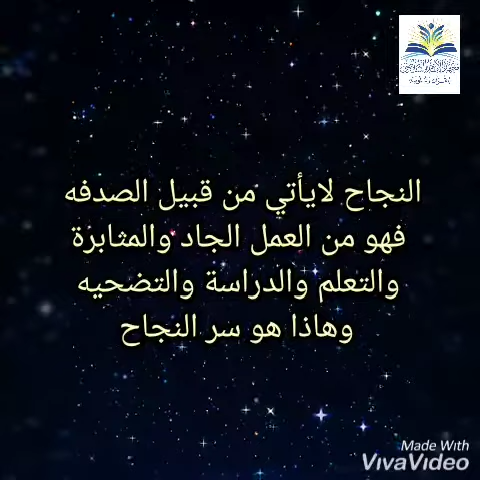 النجاح لايأتي من قبيل الصدفه
فهو من العمل الجاد والمثابرة
والتعلم والدراسة والتضحيه
وهاذا هو سر النجاح
Made With
VivaVideo